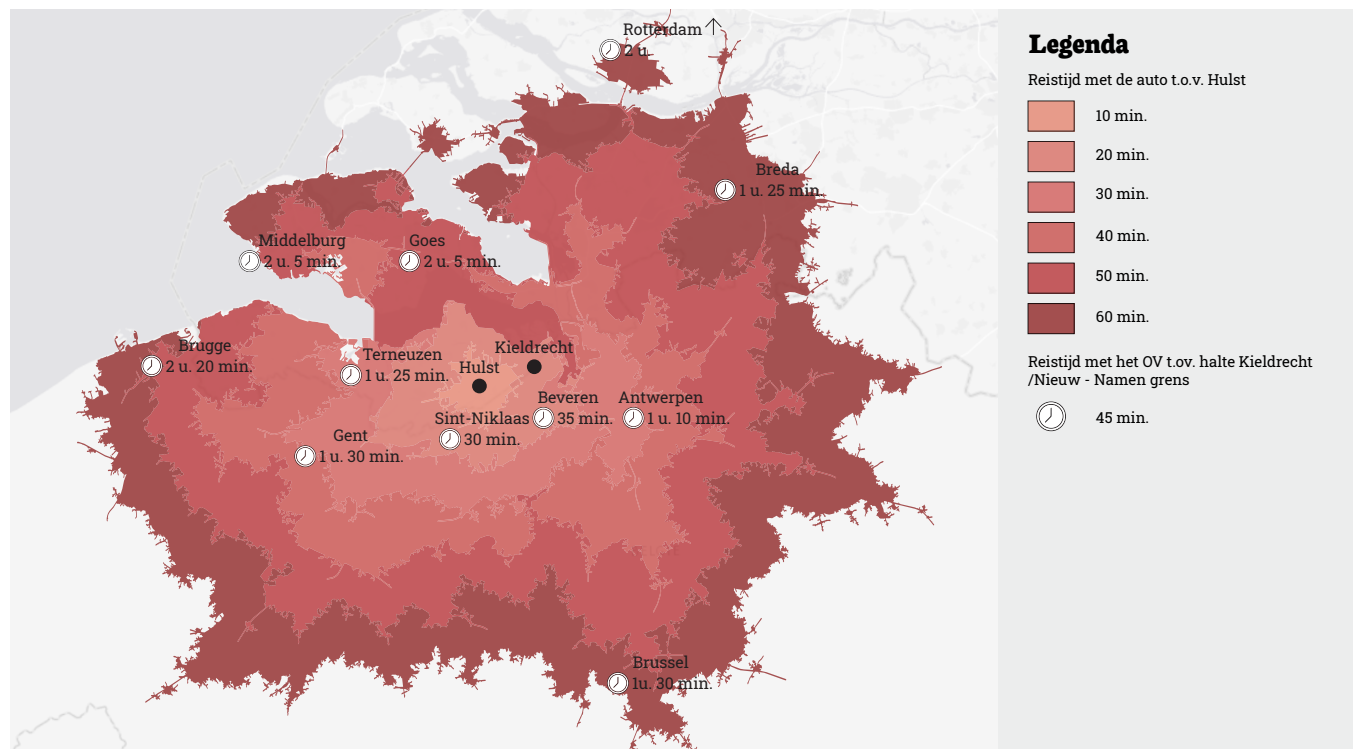 Rotterdam
2 u.
Breda
1 u. 25 min.
Middelburg
2 u. 5 min.
Goes
2 u. 5 min.
Brugge
2 u. 20 min.
Terneuzen
1 u. 25 min.
Kieldrecht
Hulst
Beveren
35 min.
Antwerpen
1 u. 10 min.
Sint-Niklaas
30 min.
Gent
1 u. 30 min.
Brussel
1u. 30 min.
Legenda
Reistijd met de auto t.o.v. Hulst
10 min.
20 min.
30 min.
40 min.
50 min.
60 min.
Reistijd met het OV t.ov. halte Kieldrecht
/Nieuw - Namen grens
45 min.